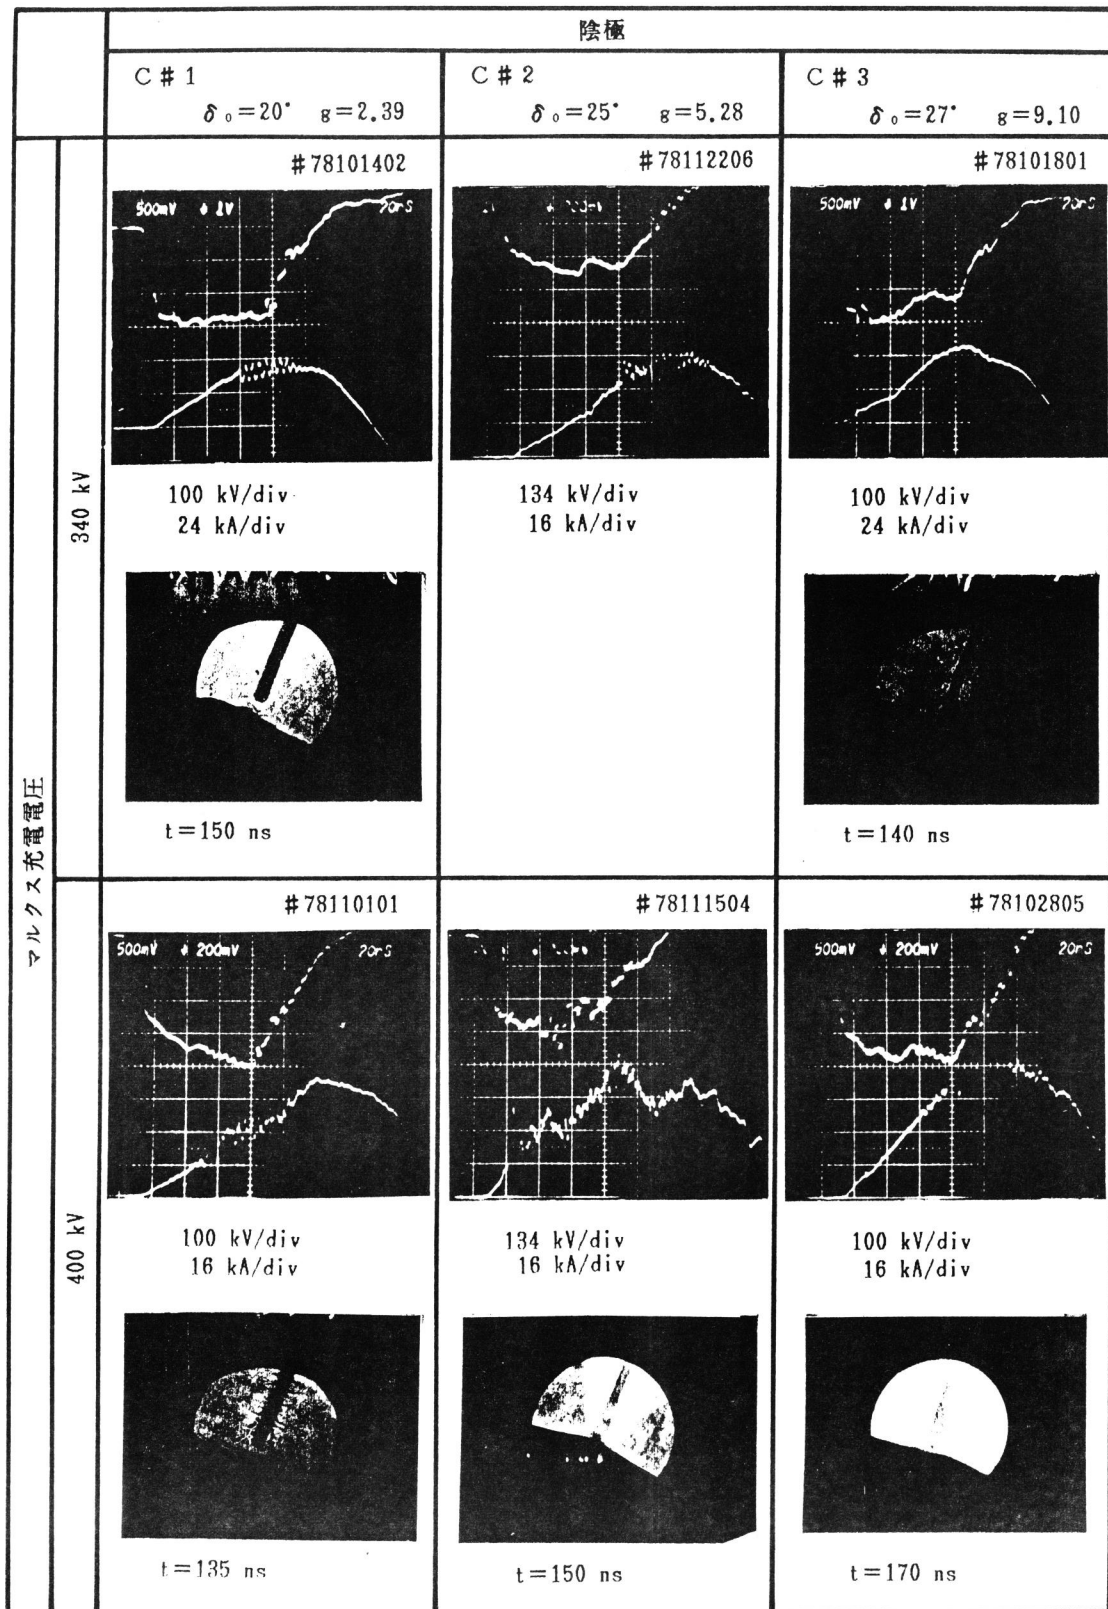 陰極
C#1
δ₀=20° g=2.39
C#2
δ₀=25° g=5.28
C#3
δ₀=27° g=9.10
マルクス充電電圧
340 kV
#78101402
500mV 1V 20nS
100 kV/div
24 kA/div
t=150 ns
#78112206
134 kV/div
16 kA/div
#78101801
500mV 1V 20nS
100 kV/div
24 kA/div
t=140 ns
400 kV
#78110101
500mV 200mV 20nS
100 kV/div
16 kA/div
t=135 ns
#78111504
134 kV/div
16 kA/div
t=150 ns
#78102805
500mV 200mV 20nS
100 kV/div
16 kA/div
t=170 ns